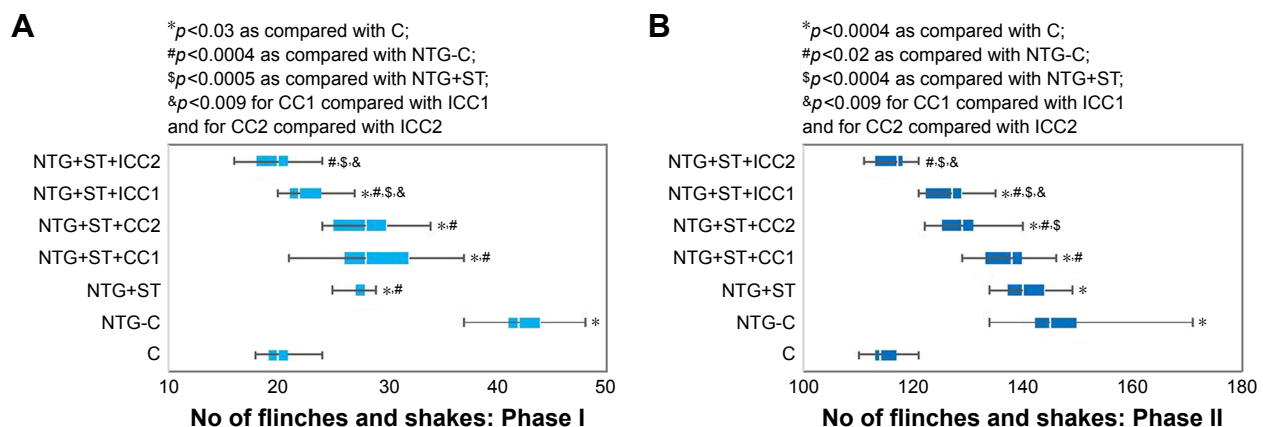 A
*p<0.03 as compared with C;
#p<0.0004 as compared with NTG-C;
$p<0.0005 as compared with NTG+ST;
&p<0.009 for CC1 compared with ICC1
and for CC2 compared with ICC2
NTG+ST+ICC2
#,$,&
NTG+ST+ICC1
*,#,$,&
NTG+ST+CC2
*,#
NTG+ST+CC1
*,#
NTG+ST
*,#
NTG-C
*
C
10 20 30 40 50
No of flinches and shakes: Phase I
B
*p<0.0004 as compared with C;
#p<0.02 as compared with NTG-C;
$p<0.0004 as compared with NTG+ST;
&p<0.009 for CC1 compared with ICC1
and for CC2 compared with ICC2
NTG+ST+ICC2
#,$,&
NTG+ST+ICC1
*,#,$,&
NTG+ST+CC2
*,#,$
NTG+ST+CC1
*,#
NTG+ST
*
NTG-C
*
C
100 120 140 160 180
No of flinches and shakes: Phase II